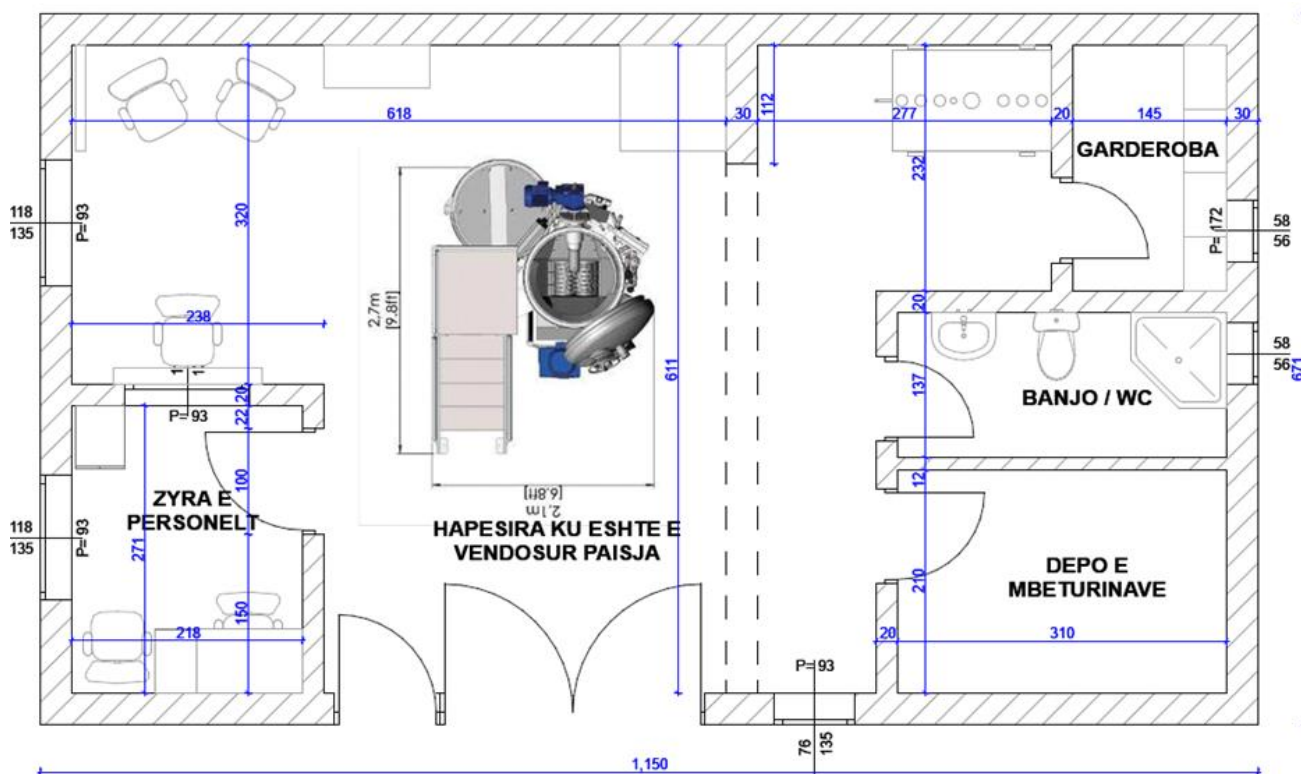 618
30
112
277
20
145
30
GARDEROBA
232
118
135
P= 93
320
2,7m
[9.8ft]
P= 172
58
56
238
20
611
58
56
671
137
BANJO / WC
1
1
20
22
P= 93
100
ZYRA E
PERSONELT
118
135
P= 93
271
2,1m
[6.8ft]
HAPESIRA KU ESHTE E
VENDOSUR PAISJA
12
DEPO E
MBETURINAVE
210
150
218
20
310
P= 93
76
135
1,150